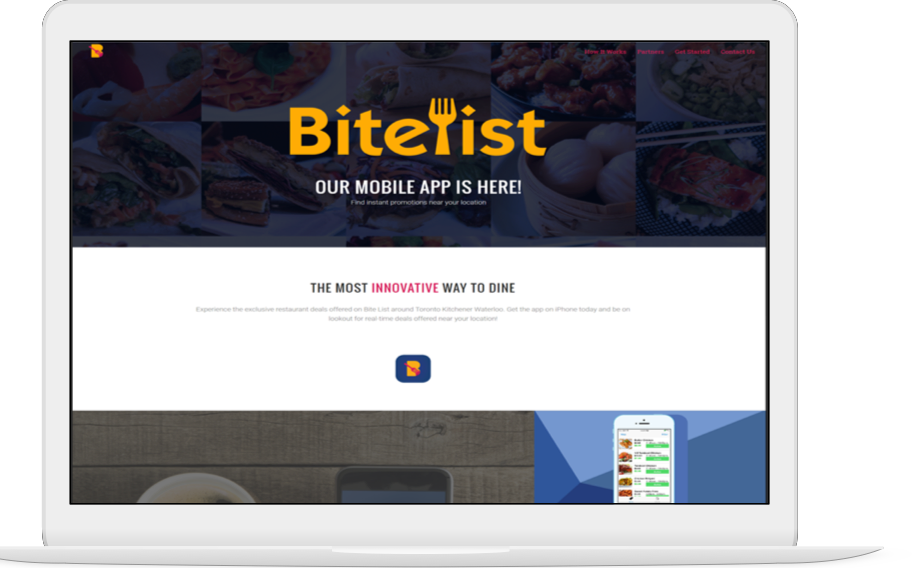 How It Works Partners Get Started Contact Us
Bitelist
OUR MOBILE APP IS HERE!
Find instant promotions near your location
THE MOST INNOVATIVE WAY TO DINE
Experience the exclusive restaurant deals offered on Bite List around Toronto Kitchener Waterloo. Get the app on iPhone today and be on
lookout for real-time deals offered near your location!